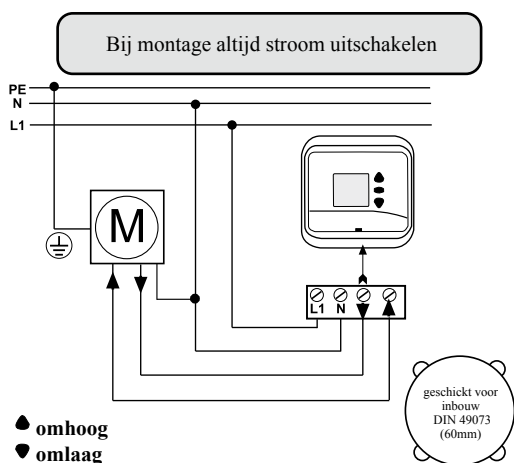 Bij montage altijd stroom uitschakelen
PE
N
L1
M
L1 N
geschickt voor
inbouw
DIN 49073
(60mm)
omhoog
omlaag